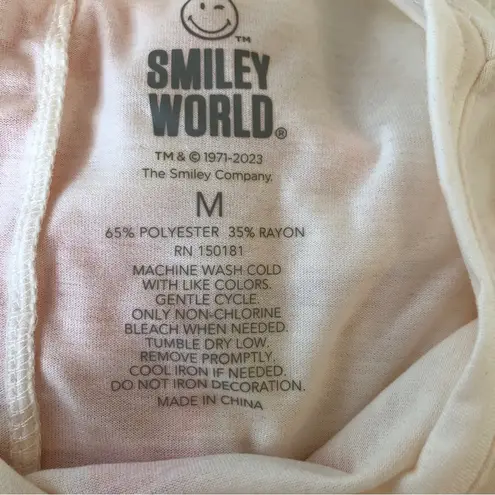 TM
SMILEY
WORLD®
TM & © 1971-2023
The Smiley Company.
M
65% POLYESTER 35% RAYON
RN 150181
MACHINE WASH COLD
WITH LIKE COLORS.
GENTLE CYCLE.
ONLY NON-CHLORINE
BLEACH WHEN NEEDED.
TUMBLE DRY LOW.
REMOVE PROMPTLY.
COOL IRON IF NEEDED.
DO NOT IRON DECORATION.
MADE IN CHINA